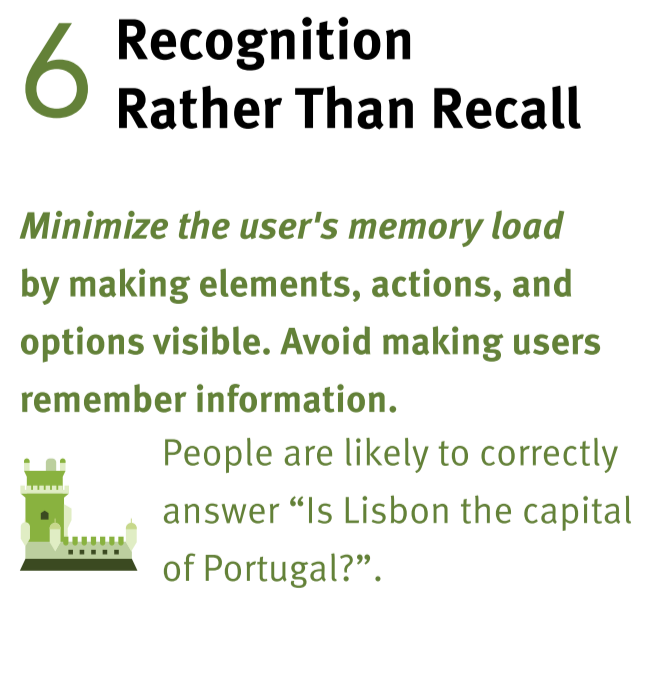 6
Recognition
Rather Than Recall
Minimize the user's memory load
by making elements, actions, and
options visible. Avoid making users
remember information.
People are likely to correctly
answer “Is Lisbon the capital
of Portugal?”.